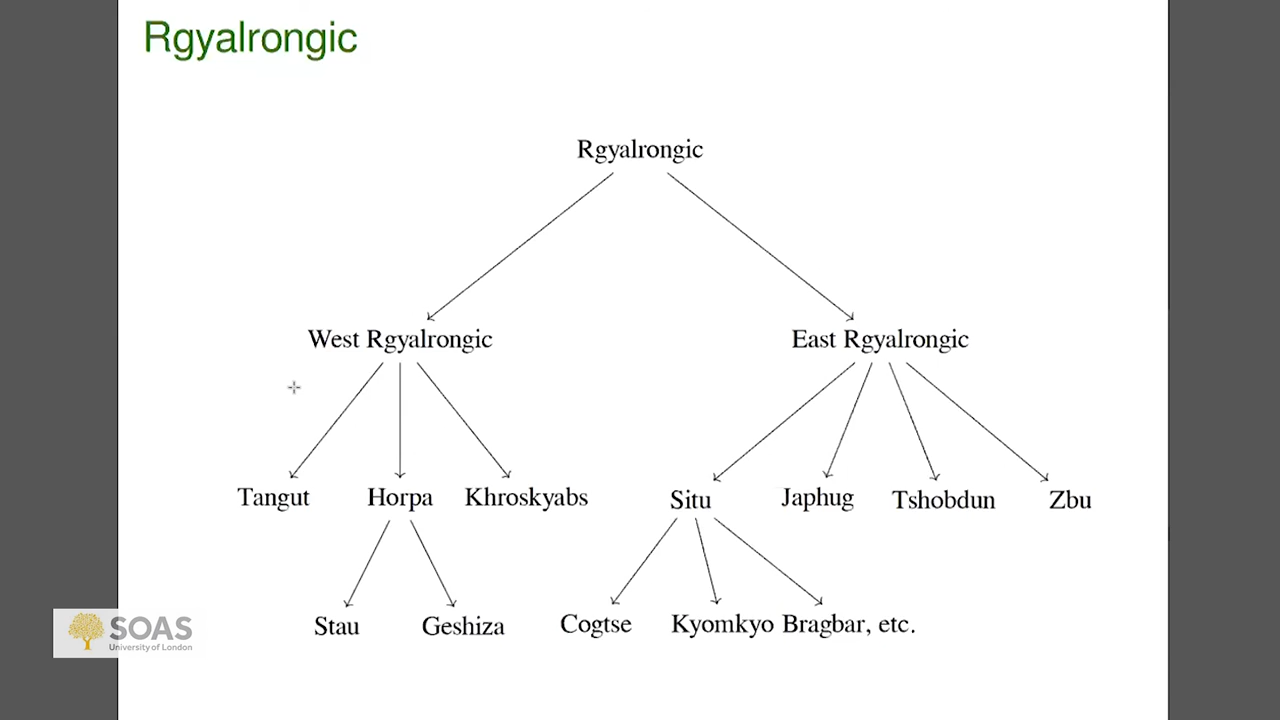 Rgyalrongic
Rgyalrongic
West Rgyalrongic East Rgyalrongic
Tangut Horpa Khroskyabs Situ Japhug Tshobdun Zbu
Stau Geshiza Cogtse Kyomkyo Bragbar, etc.
SOAS
University of London